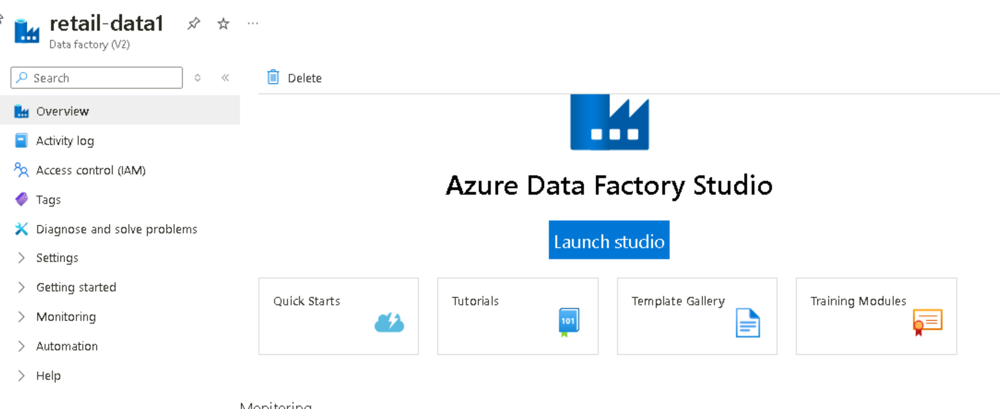 retail-data1
Data factory (V2)
Search
Delete
Overview
Activity log
Access control (IAM)
Tags
Diagnose and solve problems
Settings
Getting started
Monitoring
Automation
Help
Azure Data Factory Studio
Launch studio
Quick Starts
Tutorials
101
Template Gallery
Training Modules
Monitoring